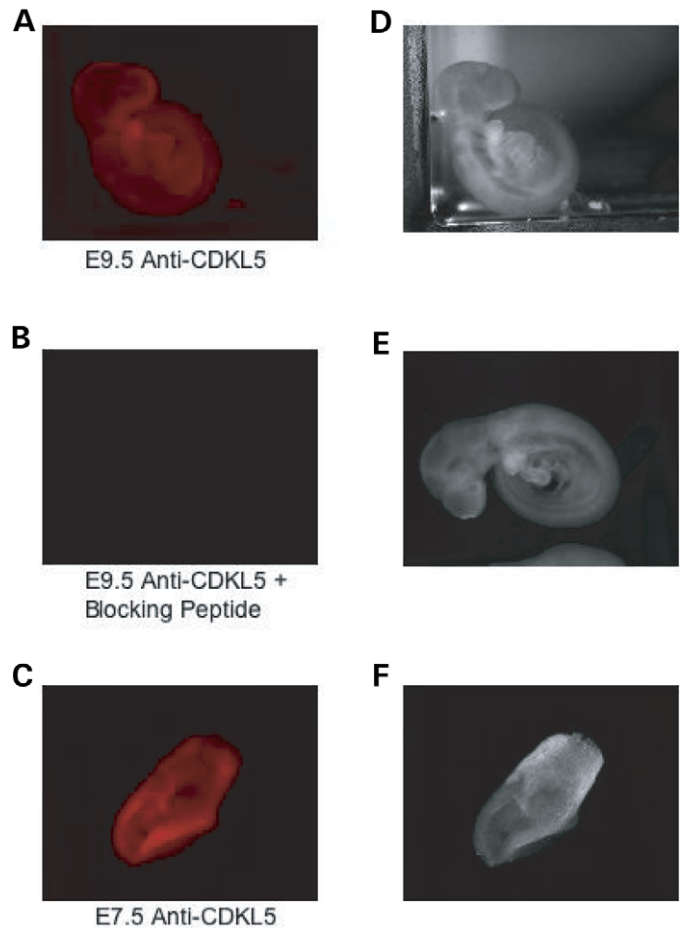 A
D
E9.5 Anti-CDKL5
B
E
E9.5 Anti-CDKL5 +
Blocking Peptide
C
F
E7.5 Anti-CDKL5